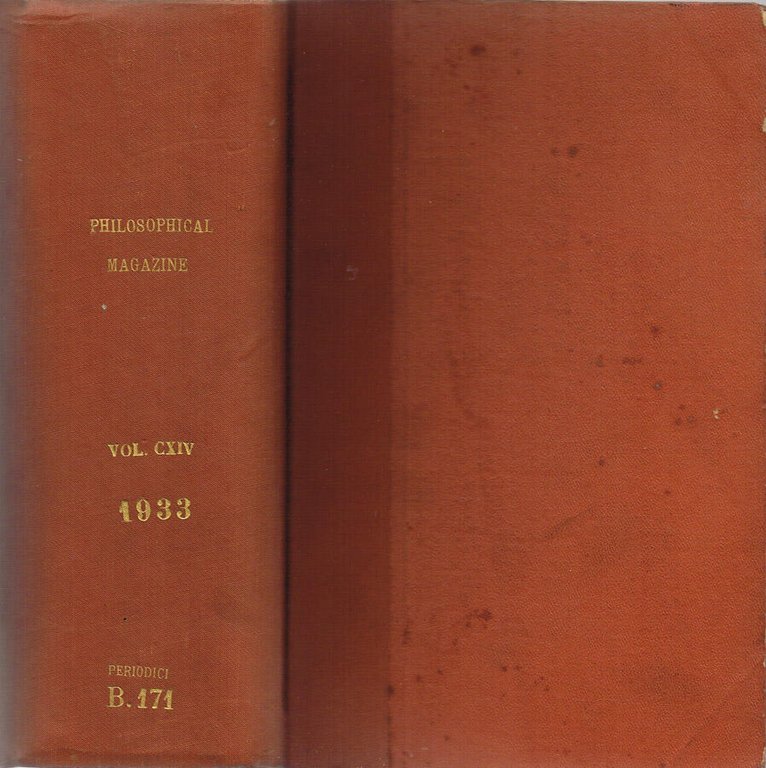 PHILOSOPHICAL
MAGAZINE
VOL. CXIV
1933
PERIODICI
B. 171